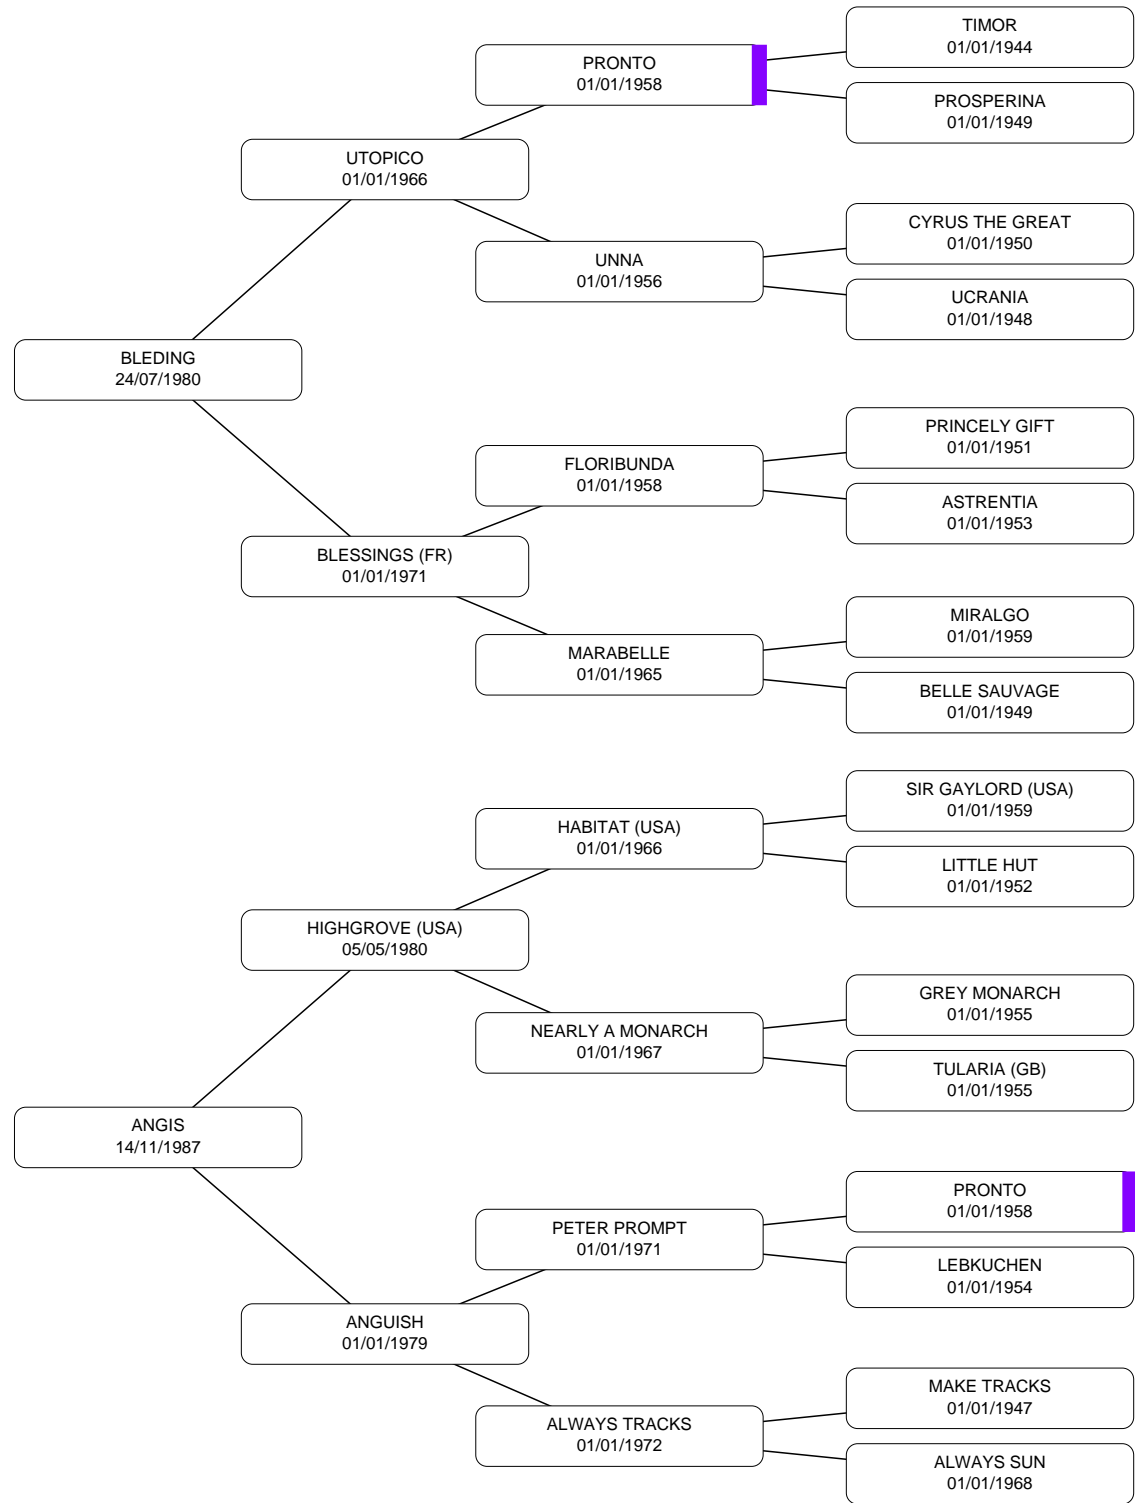 TIMOR
01/01/1944
PRONTO
01/01/1958
PROSPERINA
01/01/1949
UTOPICO
01/01/1966
CYRUS THE GREAT
01/01/1950
UNNA
01/01/1956
UCRANIA
01/01/1948
BLEDING
24/07/1980
PRINCELY GIFT
01/01/1951
FLORIBUNDA
01/01/1958
ASTRENTIA
01/01/1953
BLESSINGS (FR)
01/01/1971
MIRALGO
01/01/1959
MARABELLE
01/01/1965
BELLE SAUVAGE
01/01/1949
SIR GAYLORD (USA)
01/01/1959
HABITAT (USA)
01/01/1966
LITTLE HUT
01/01/1952
HIGHGROVE (USA)
05/05/1980
GREY MONARCH
01/01/1955
NEARLY A MONARCH
01/01/1967
TULARIA (GB)
01/01/1955
ANGIS
14/11/1987
PRONTO
01/01/1958
PETER PROMPT
01/01/1971
LEBKUCHEN
01/01/1954
ANGUISH
01/01/1979
MAKE TRACKS
01/01/1947
ALWAYS TRACKS
01/01/1972
ALWAYS SUN
01/01/1968